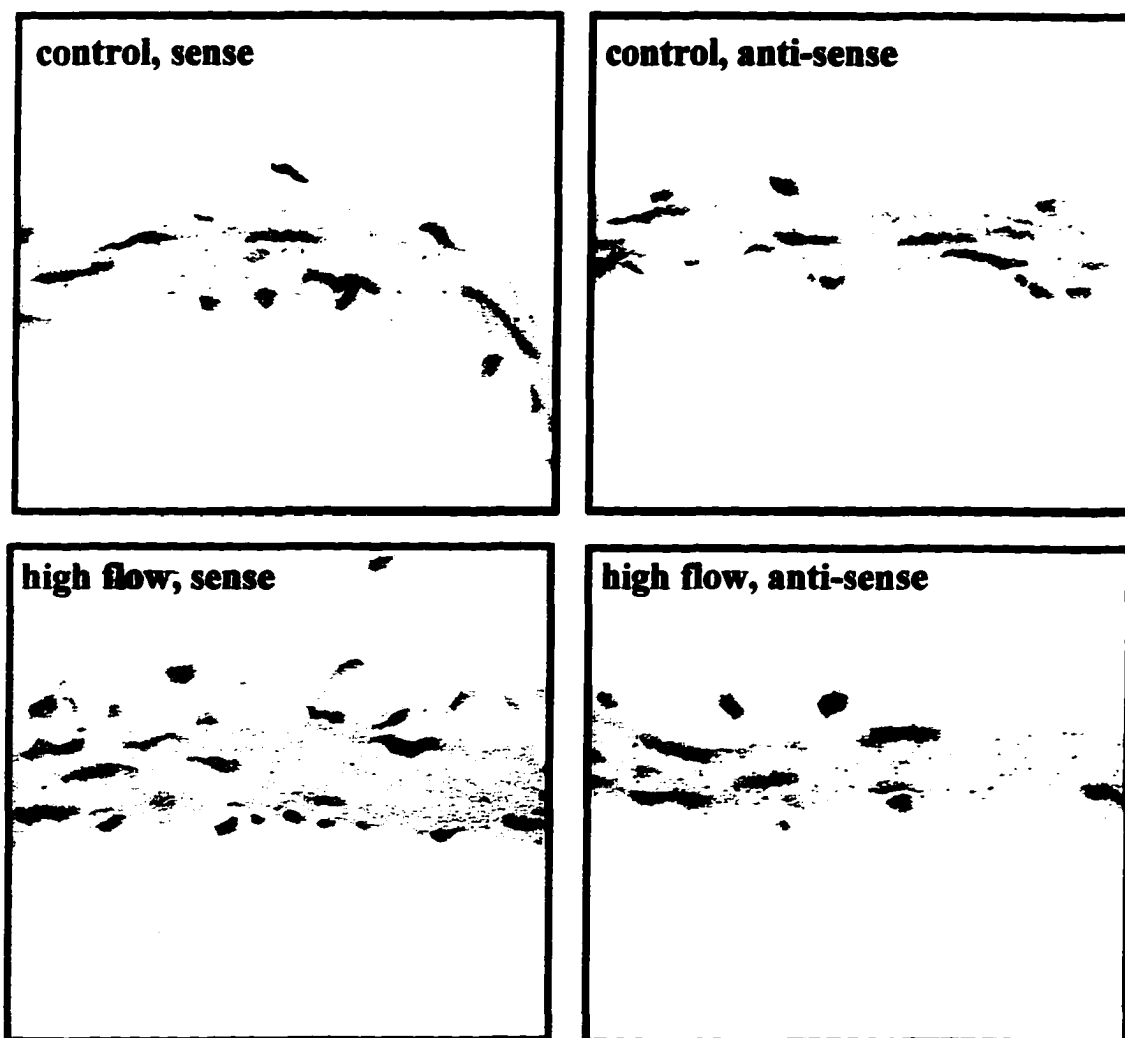 control, sense
control, anti-sense
high flow, sense
high flow, anti-sense